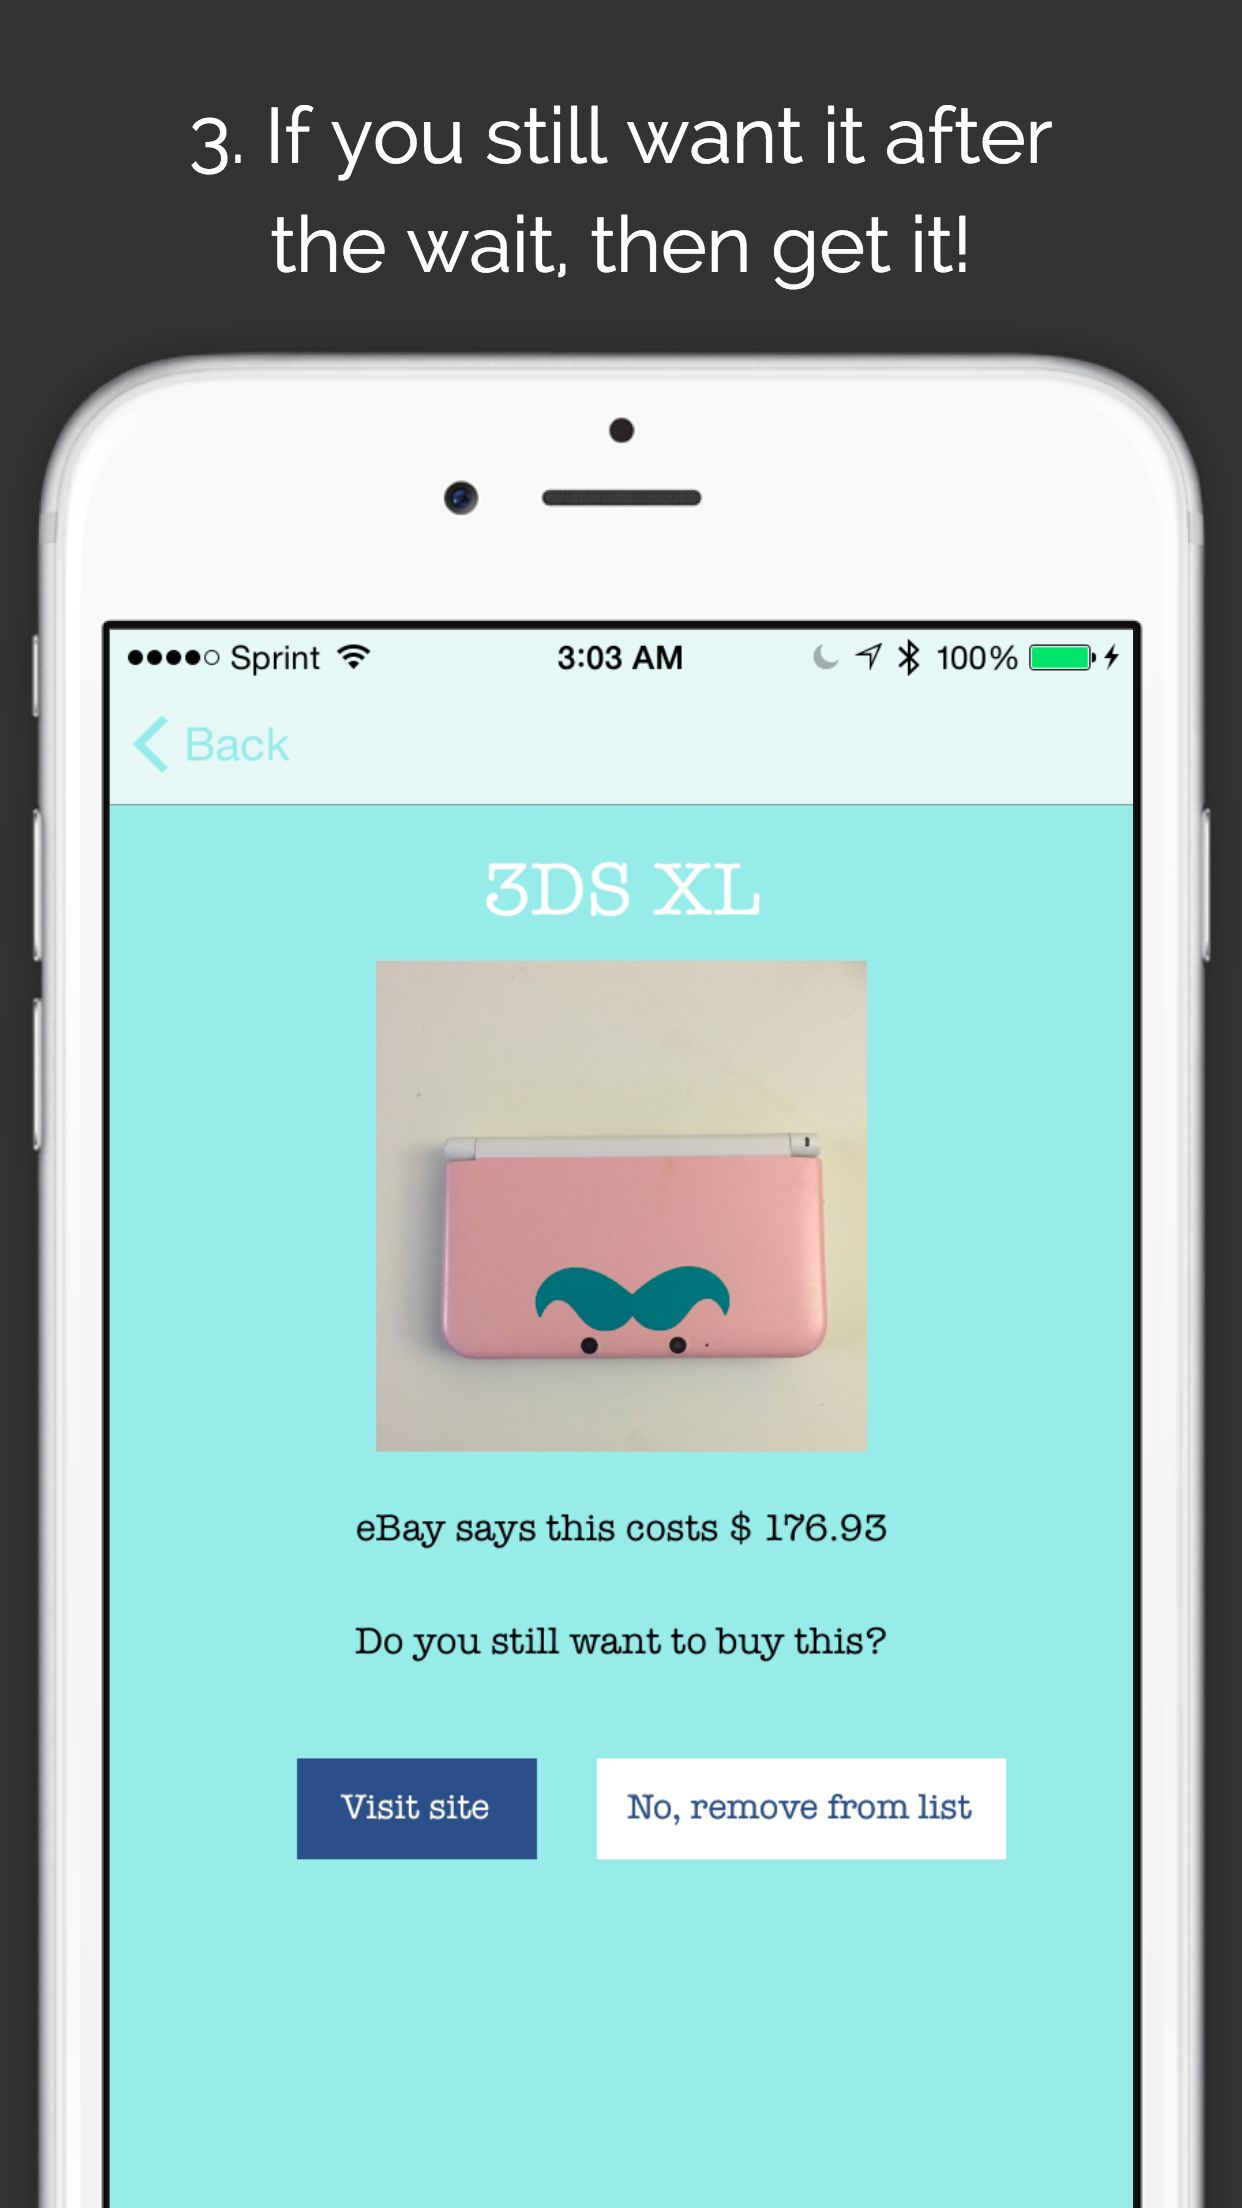 3. If you still want it after
the wait, then get it!
Sprint 3:03 AM 100%
Back
3DS XL
eBay says this costs $ 176.93
Do you still want to buy this?
Visit site No, remove from list